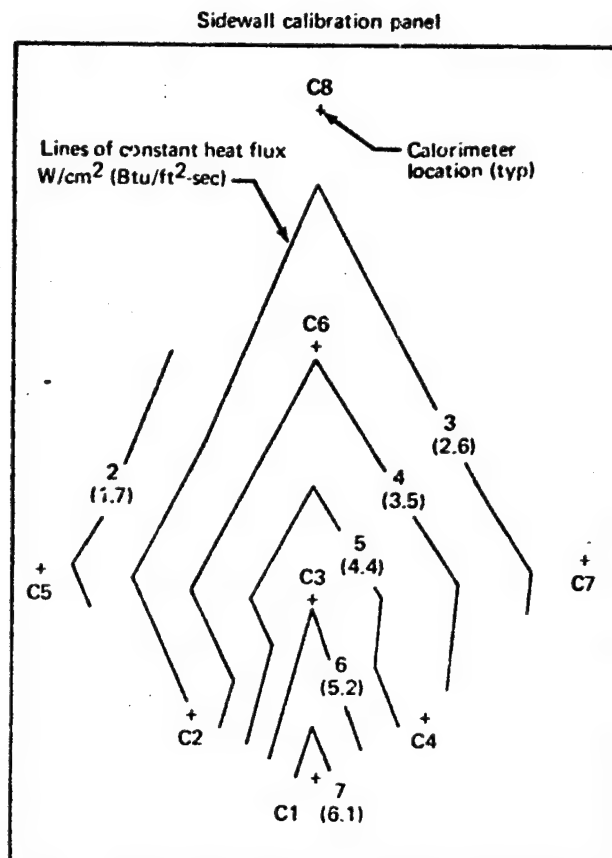 Sidewall calibration panel
C8
+
Lines of constant heat flux
W/cm² (Btu/ft²-sec)
Calorimeter
location (typ)
C6
+
3
(2.6)
2
(1.7)
4
(3.5)
5
(4.4)
+
C5
C3
+
+
C7
6
(5.2)
+
C2
+
C4
+
C1
7
(6.1)